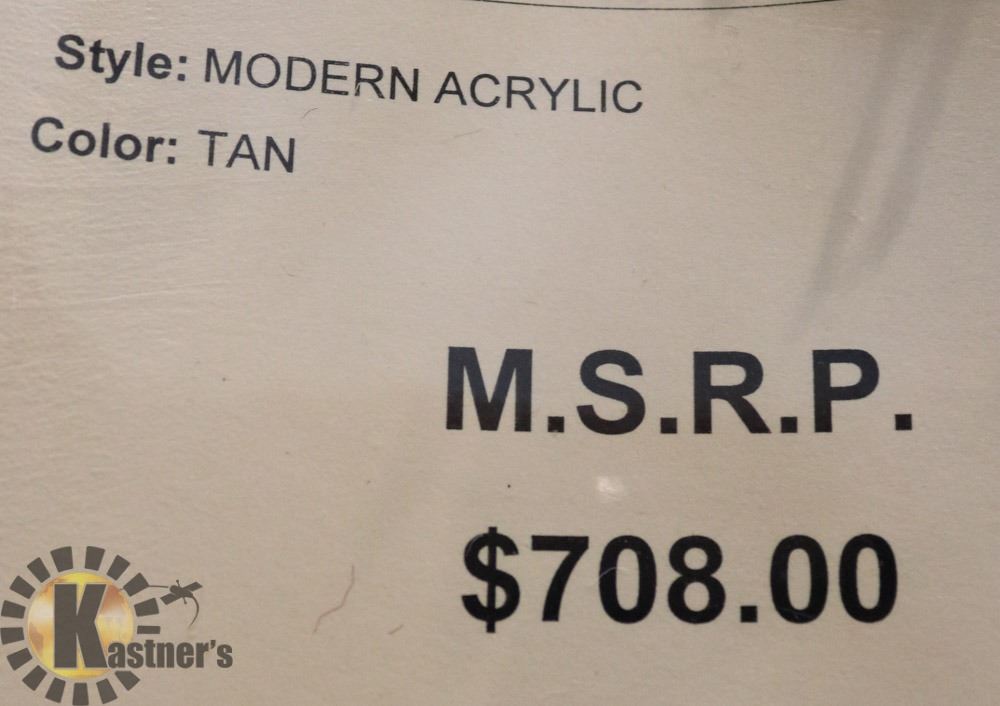 Style: MODERN ACRYLIC
Color: TAN
M.S.R.P.
$708.00
Kastner's